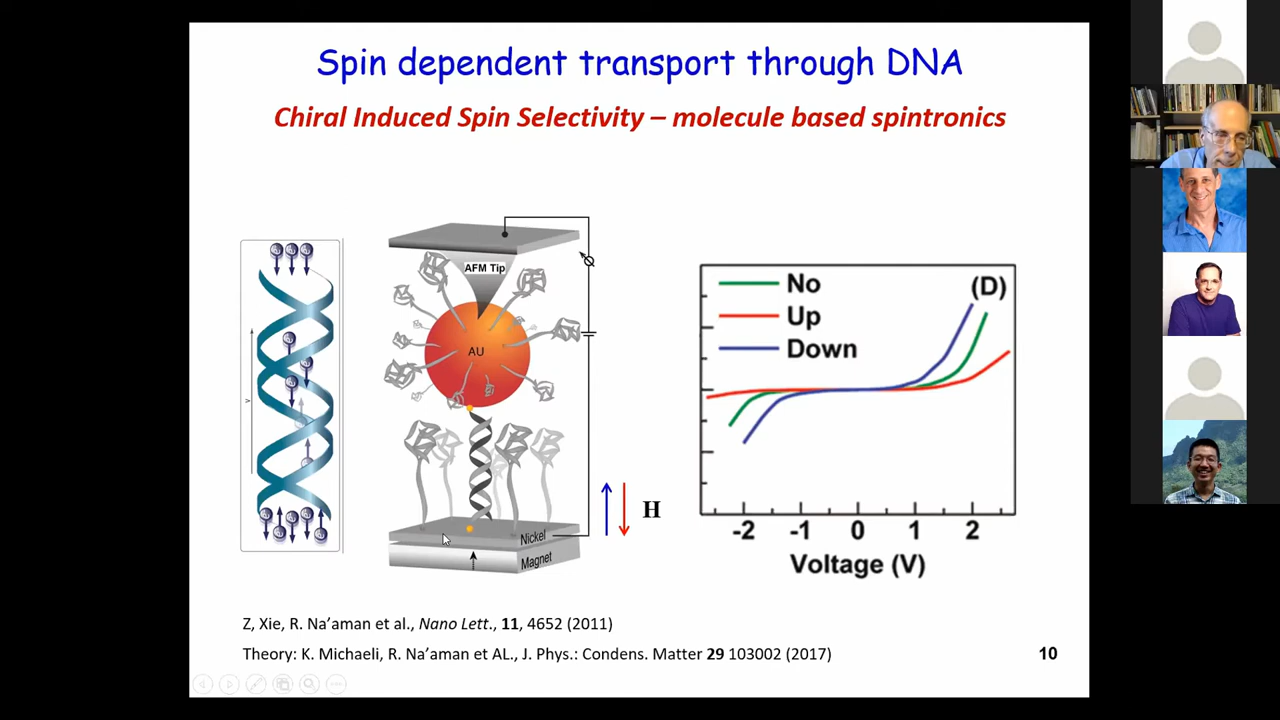 Spin dependent transport through DNA
Chiral Induced Spin Selectivity – molecule based spintronics
AFM Tip
AU
Nickel
Magnet
H
No
Up
Down
(D)
-2 -1 0 1 2
Voltage (V)
Z, Xie, R. Na’aman et al., Nano Lett., 11, 4652 (2011)
Theory: K. Michaeli, R. Na’aman et AL., J. Phys.: Condens. Matter 29 103002 (2017)
10